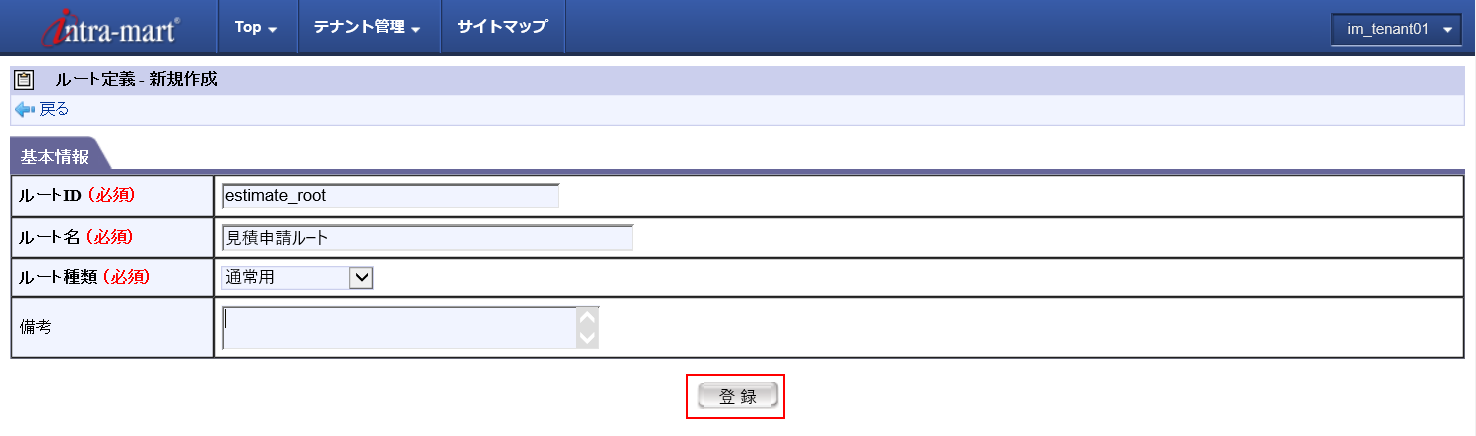 intra-mart® Top テナント管理 サイトマップ im_tenant01
ルート定義 - 新規作成
戻る
基本情報
ルートID (必須) estimate_root
ルート名 (必須) 見積申請ルート
ルート種類 (必須) 通常用
備考
登録